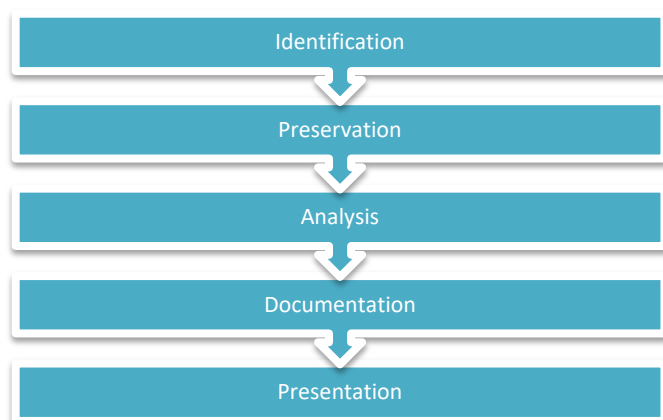 Identification
Preservation
Analysis
Documentation
Presentation